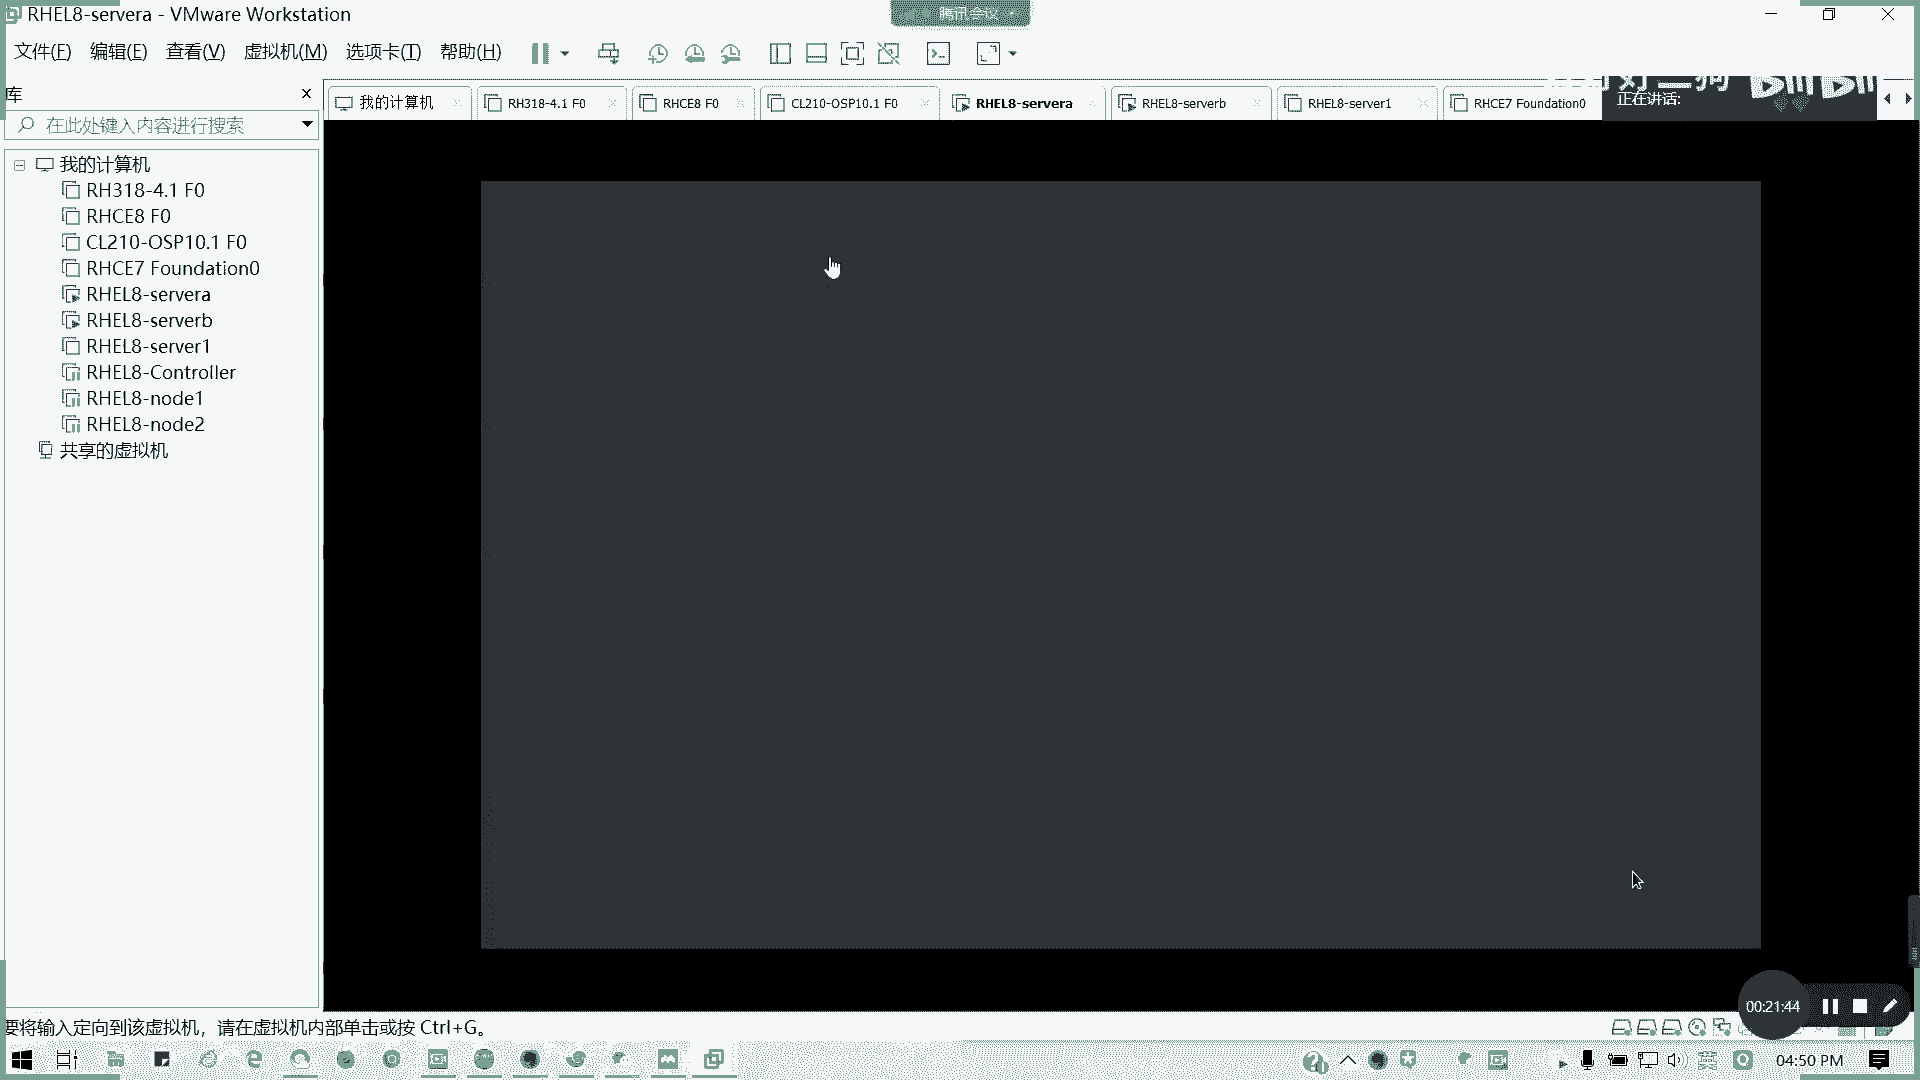 RHEL8-servera - VMware Workstation
腾讯会议
文件(F) 编辑(E) 查看(V) 虚拟机(M) 选项卡(T) 帮助(H)
库
在此处键入内容进行搜索
我的计算机
RH318-4.1 F0
RHCE8 F0
CL210-OSP10.1 F0
RHEL8-servera
RHEL8-serverb
RHEL8-server1
RHCE7 Foundation0
正在讲话:
我的计算机
RH318-4.1 F0
RHCE8 F0
CL210-OSP10.1 F0
RHCE7 Foundation0
RHEL8-servera
RHEL8-serverb
RHEL8-server1
RHEL8-Controller
RHEL8-node1
RHEL8-node2
共享的虚拟机
00:21:44
要将输入定向到该虚拟机，请在虚拟机内部单击或按 Ctrl+G。
英
04:50 PM